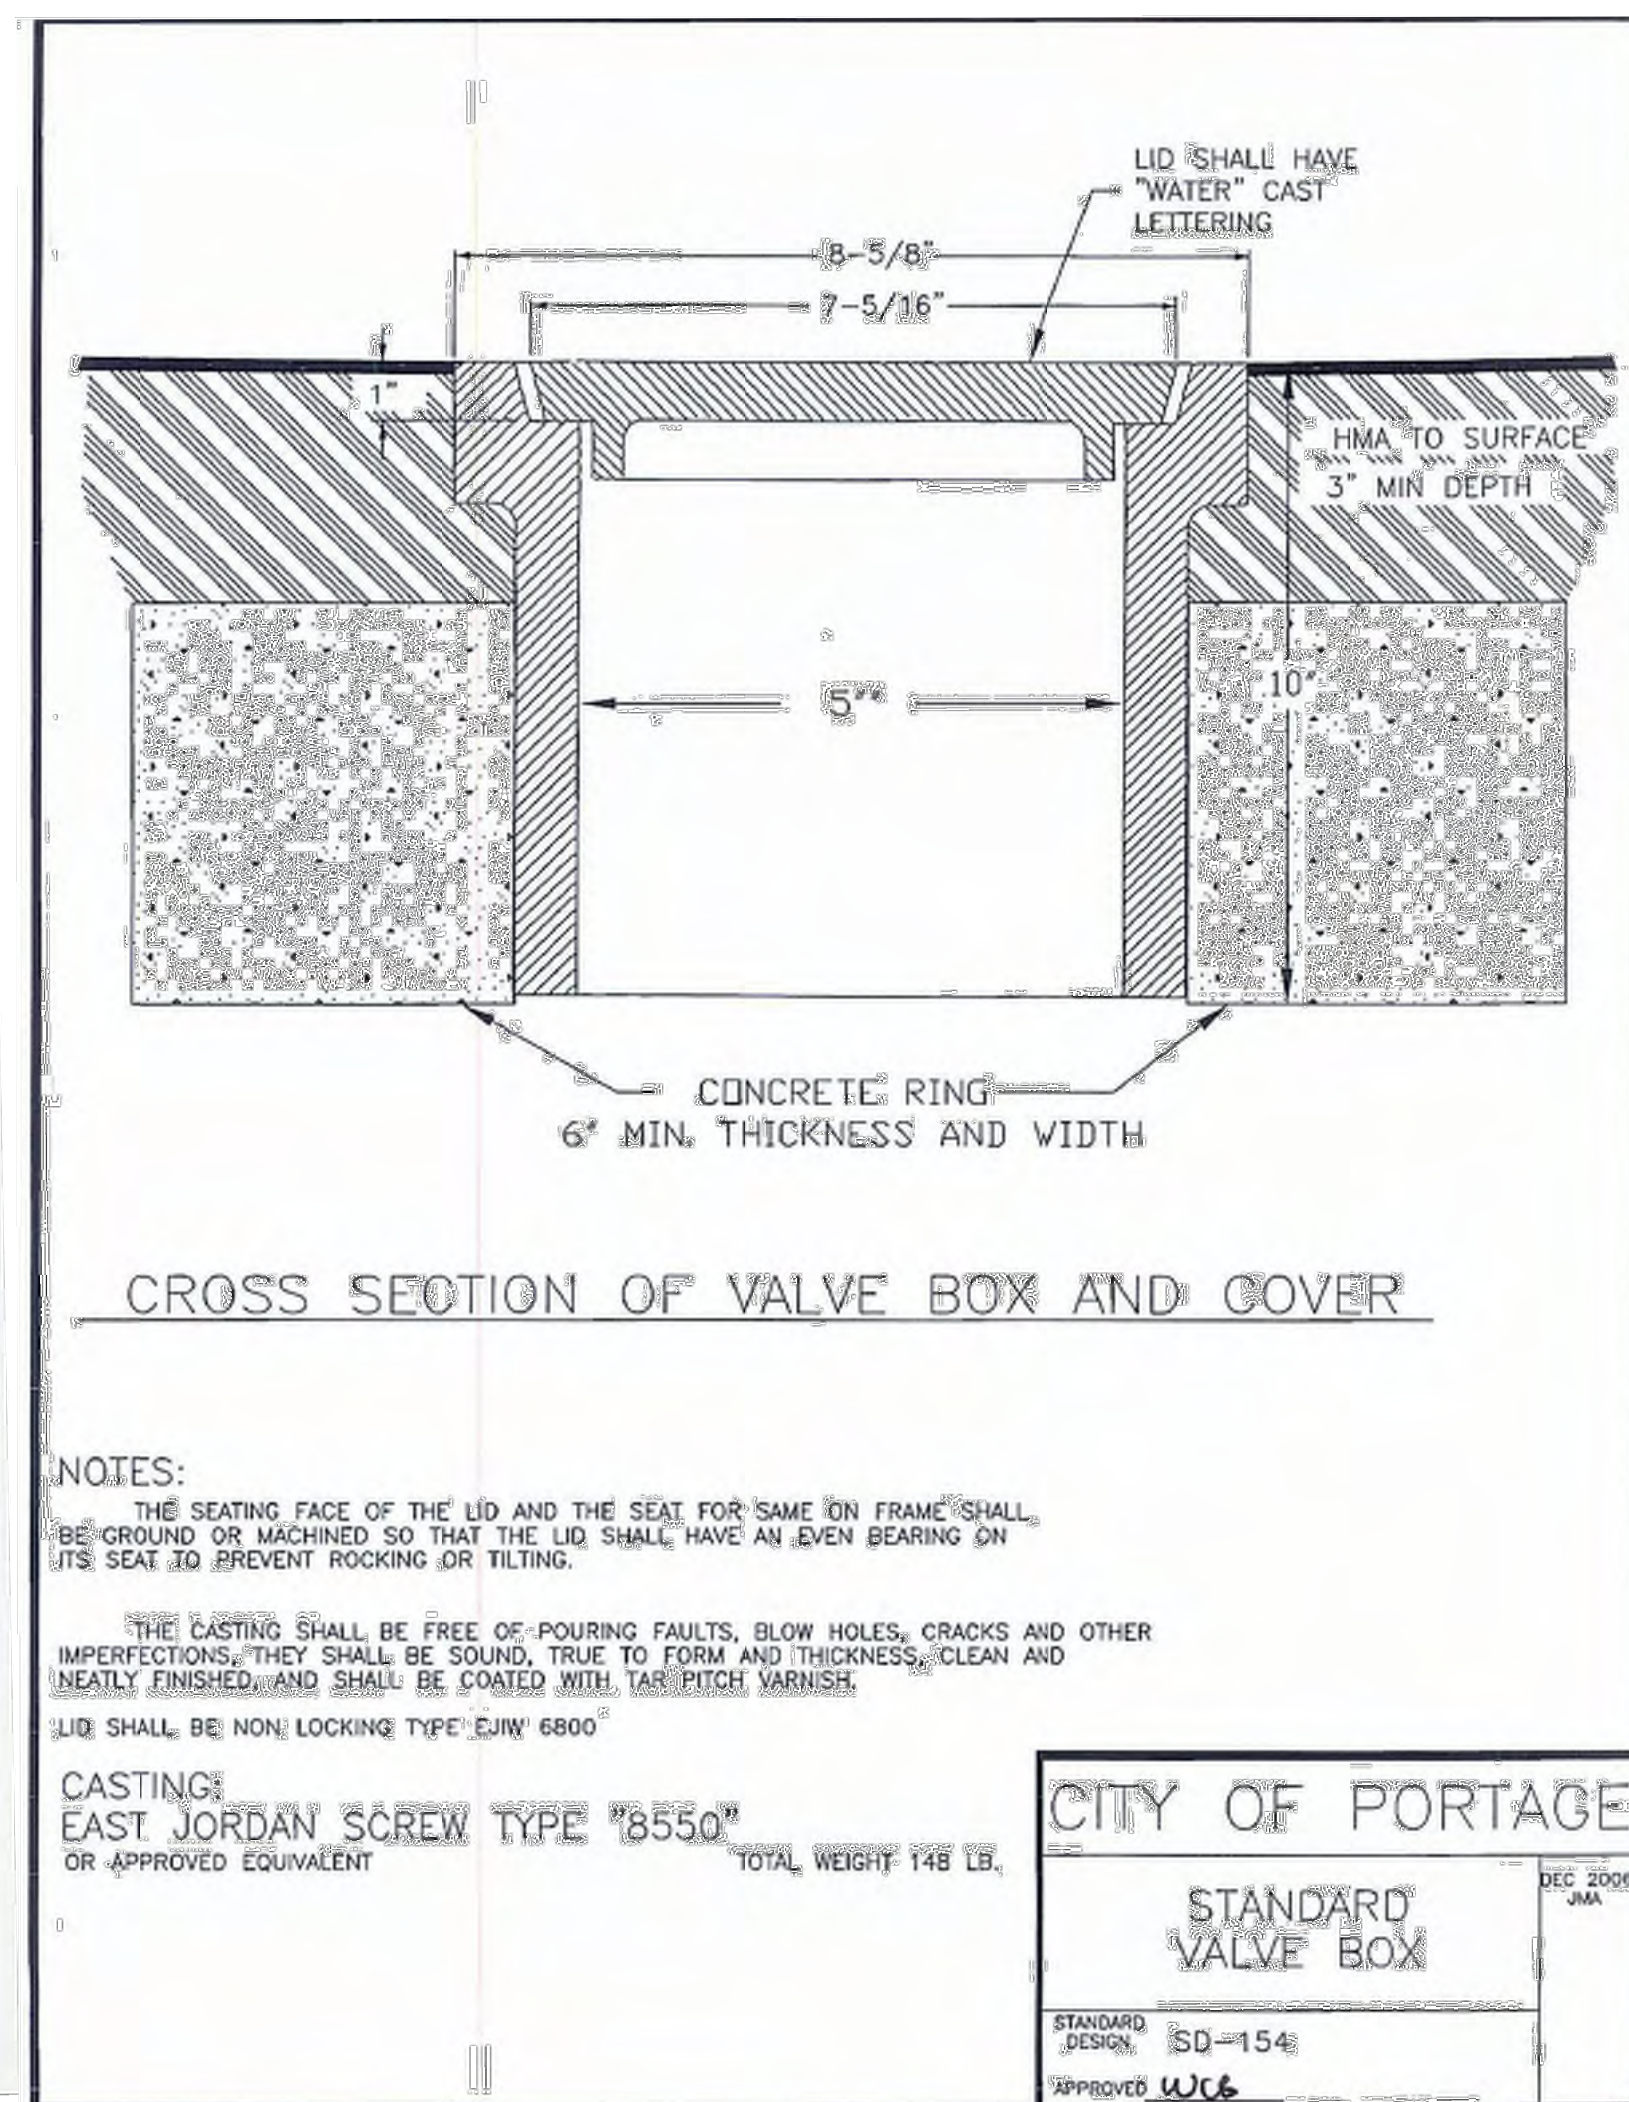 LID SHALL HAVE
"WATER" CAST
LETTERING
8-5/8"
7-5/16"
1"
HMA TO SURFACE
3" MIN DEPTH
5"
10"
CONCRETE RING
6" MIN. THICKNESS AND WIDTH
CROSS SECTION OF VALVE BOX AND COVER
NOTES:
THE SEATING FACE OF THE LID AND THE SEAT FOR SAME ON FRAME SHALL
BE GROUND OR MACHINED SO THAT THE LID SHALL HAVE AN EVEN BEARING ON
ITS SEAT TO PREVENT ROCKING OR TILTING.
THE CASTING SHALL BE FREE OF POURING FAULTS, BLOW HOLES, CRACKS AND OTHER
IMPERFECTIONS, THEY SHALL BE SOUND, TRUE TO FORM AND THICKNESS, CLEAN AND
NEATLY FINISHED, AND SHALL BE COATED WITH TAR PITCH VARNISH.
LID SHALL BE NON LOCKING TYPE EJIW 6800
CASTING:
EAST JORDAN SCREW TYPE "8550"
OR APPROVED EQUIVALENT TOTAL WEIGHT 148 LB.
CITY OF PORTAGE
STANDARD
VALVE BOX
DEC 2006
JMA
STANDARD
DESIGN SD-154
APPROVED WCB